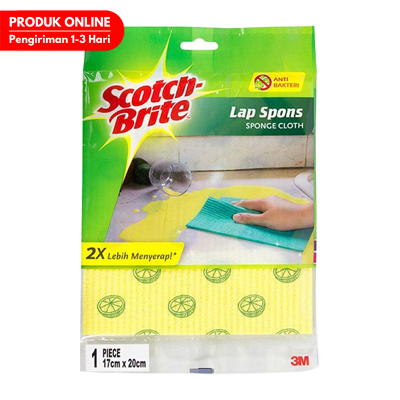 PRODUK ONLINE
Pengiriman 1-3 Hari
Scotch-
Brite
ANTI
BAKTERI
Lap Spons
SPONGE CLOTH
2X Lebih Menyerap!*
1 PIECE
17cm x 20cm
3M